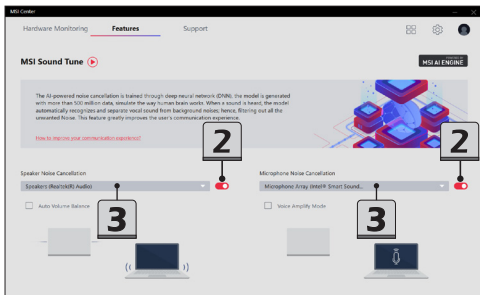 MSI Center
Hardware Monitoring Features Support
MSI Sound Tune
POWERED BY
MSI AI ENGINE
The AI-powered noise cancellation is trained through deep neural network (DNN), the model is generated
with more than 500 million data, simulate the way human brain works. When a sound is heard, the model
automatically recognizes and separate vocal sound from background noises; hence, filtering out all the
unwanted Noise. This feature greatly improves the user's communication experience.
How to improve your communication experience?
2 2
Speaker Noise Cancellation Microphone Noise Cancellation
Speakers (Realtek(R) Audio) Microphone Array (Intel® Smart Sound...
Auto Volume Balance Voice Amplify Mode
3 3